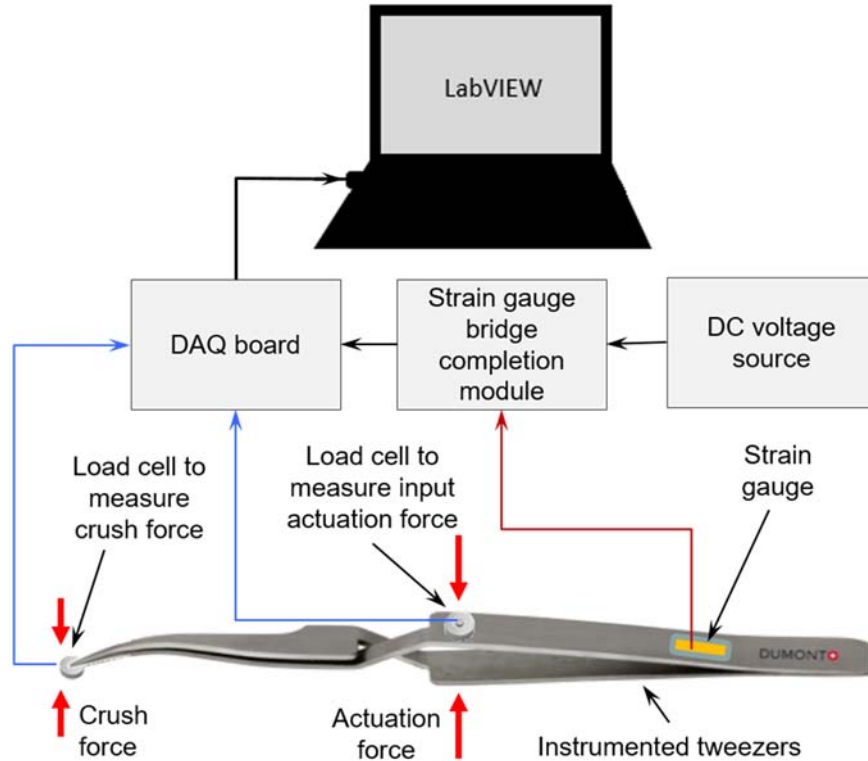 LabVIEW
DAQ board
Strain gauge
bridge
completion
module
DC voltage
source
Load cell to
measure
crush force
Load cell to
measure input
actuation force
Strain
gauge
DUMONT
Crush
force
Actuation
force
Instrumented tweezers